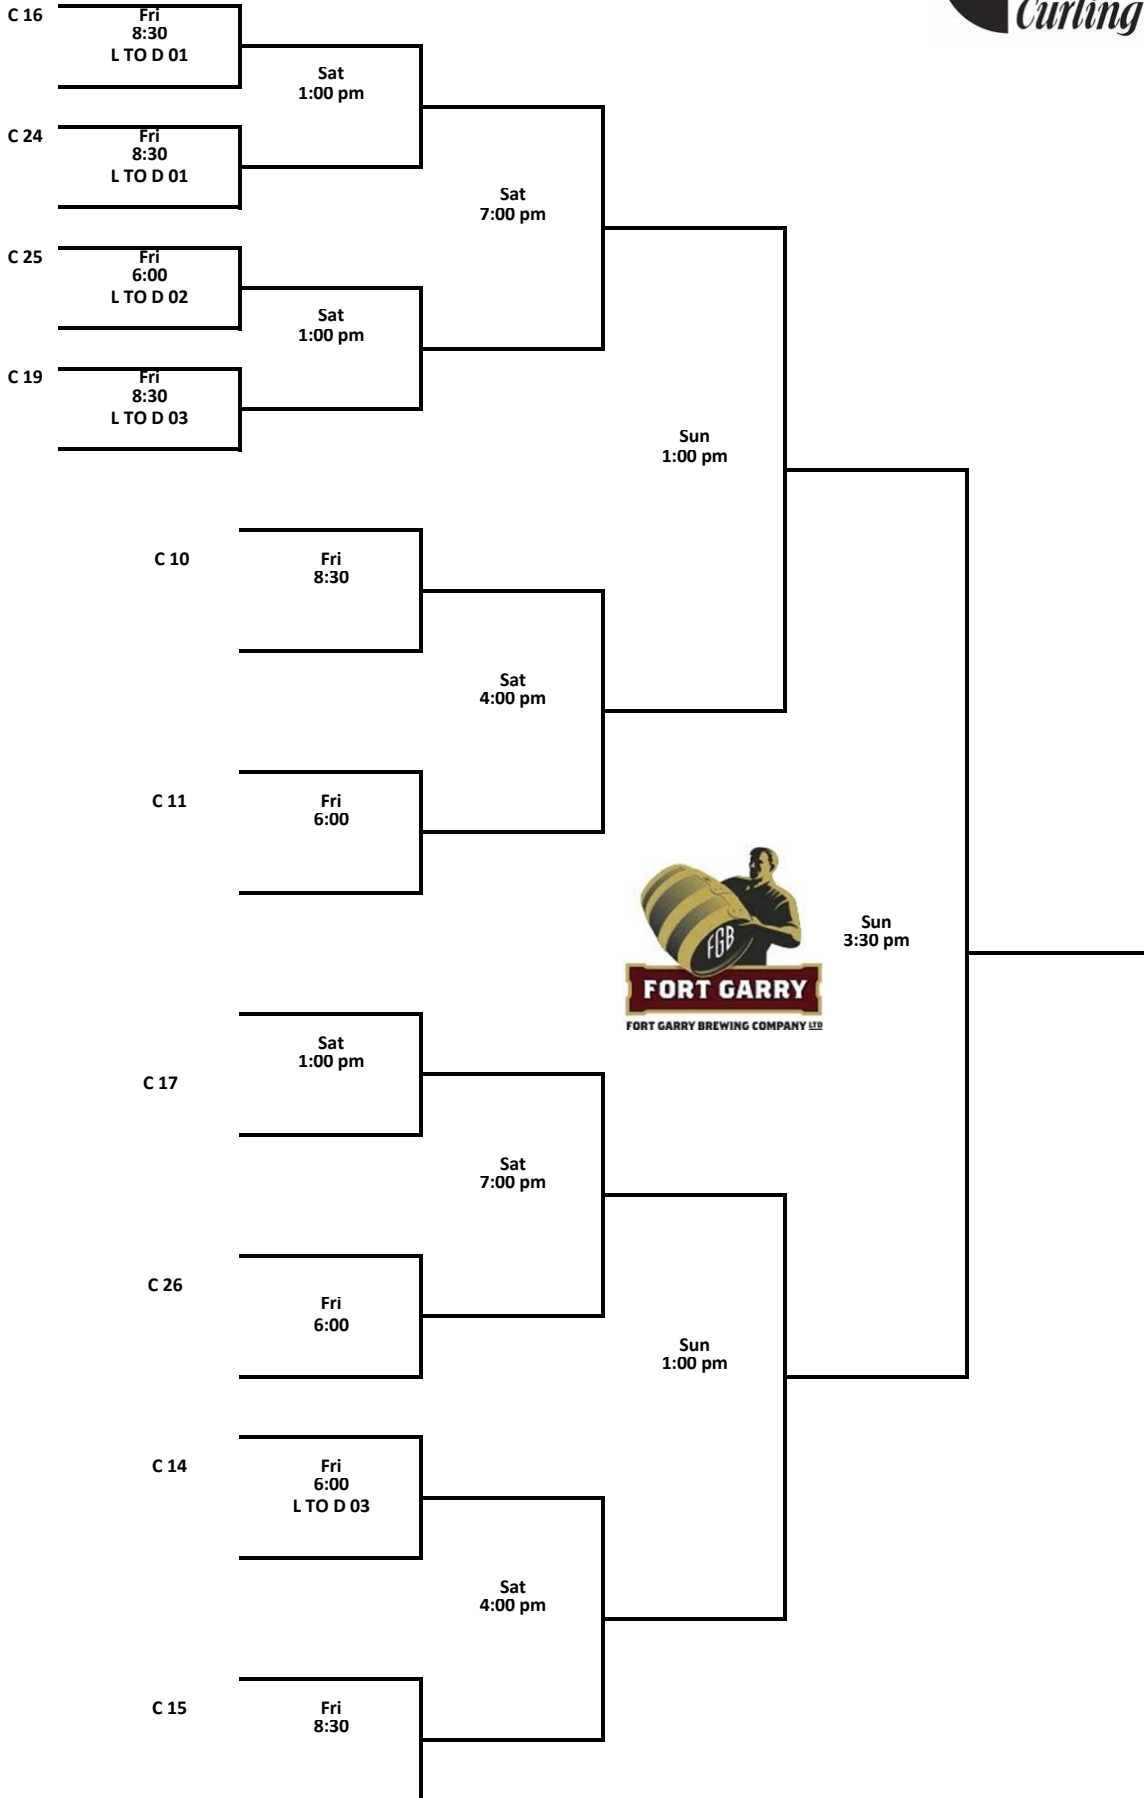 Curling
C 16
Fri
8:30
L TO D 01
Sat
1:00 pm
C 24
Fri
8:30
L TO D 01
Sat
7:00 pm
C 25
Fri
6:00
L TO D 02
Sat
1:00 pm
C 19
Fri
8:30
L TO D 03
Sun
1:00 pm
C 10
Fri
8:30
Sat
4:00 pm
C 11
Fri
6:00
FGB
FORT GARRY
FORT GARRY BREWING COMPANY LTD
Sun
3:30 pm
Sat
1:00 pm
C 17
Sat
7:00 pm
C 26
Fri
6:00
Sun
1:00 pm
C 14
Fri
6:00
L TO D 03
Sat
4:00 pm
C 15
Fri
8:30